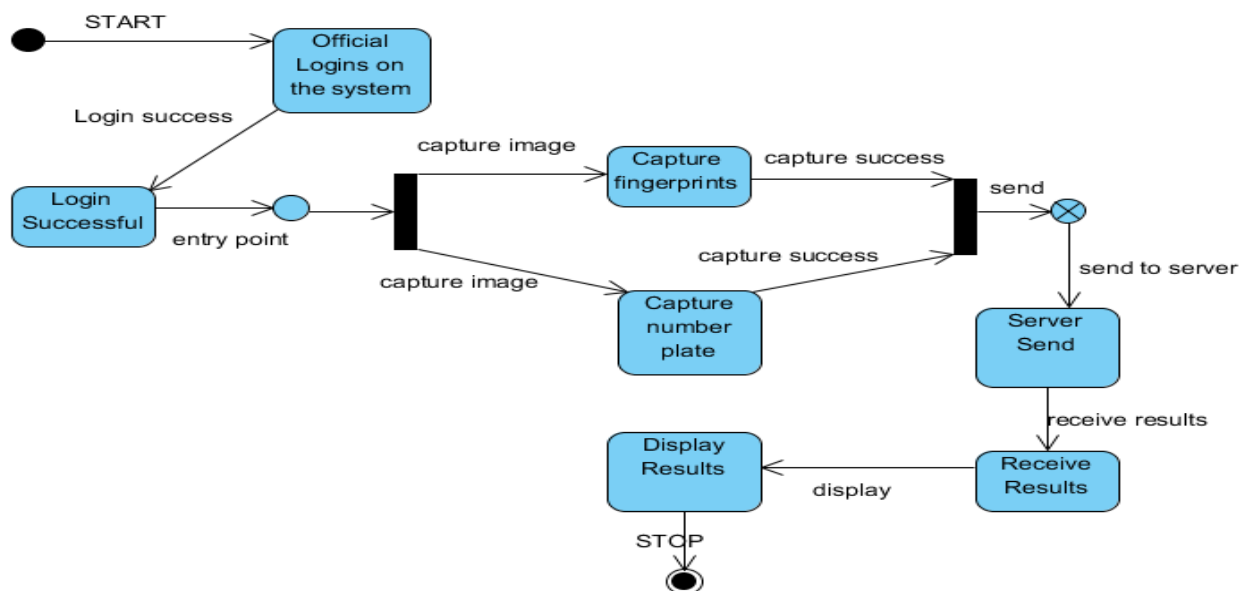 START
Official
Logins on
the system
Login success
Login
Successful
entry point
capture image
Capture
fingerprints
capture success
capture image
Capture
number
plate
capture success
send
send to server
Server
Send
receive results
Receive
Results
display
Display
Results
STOP